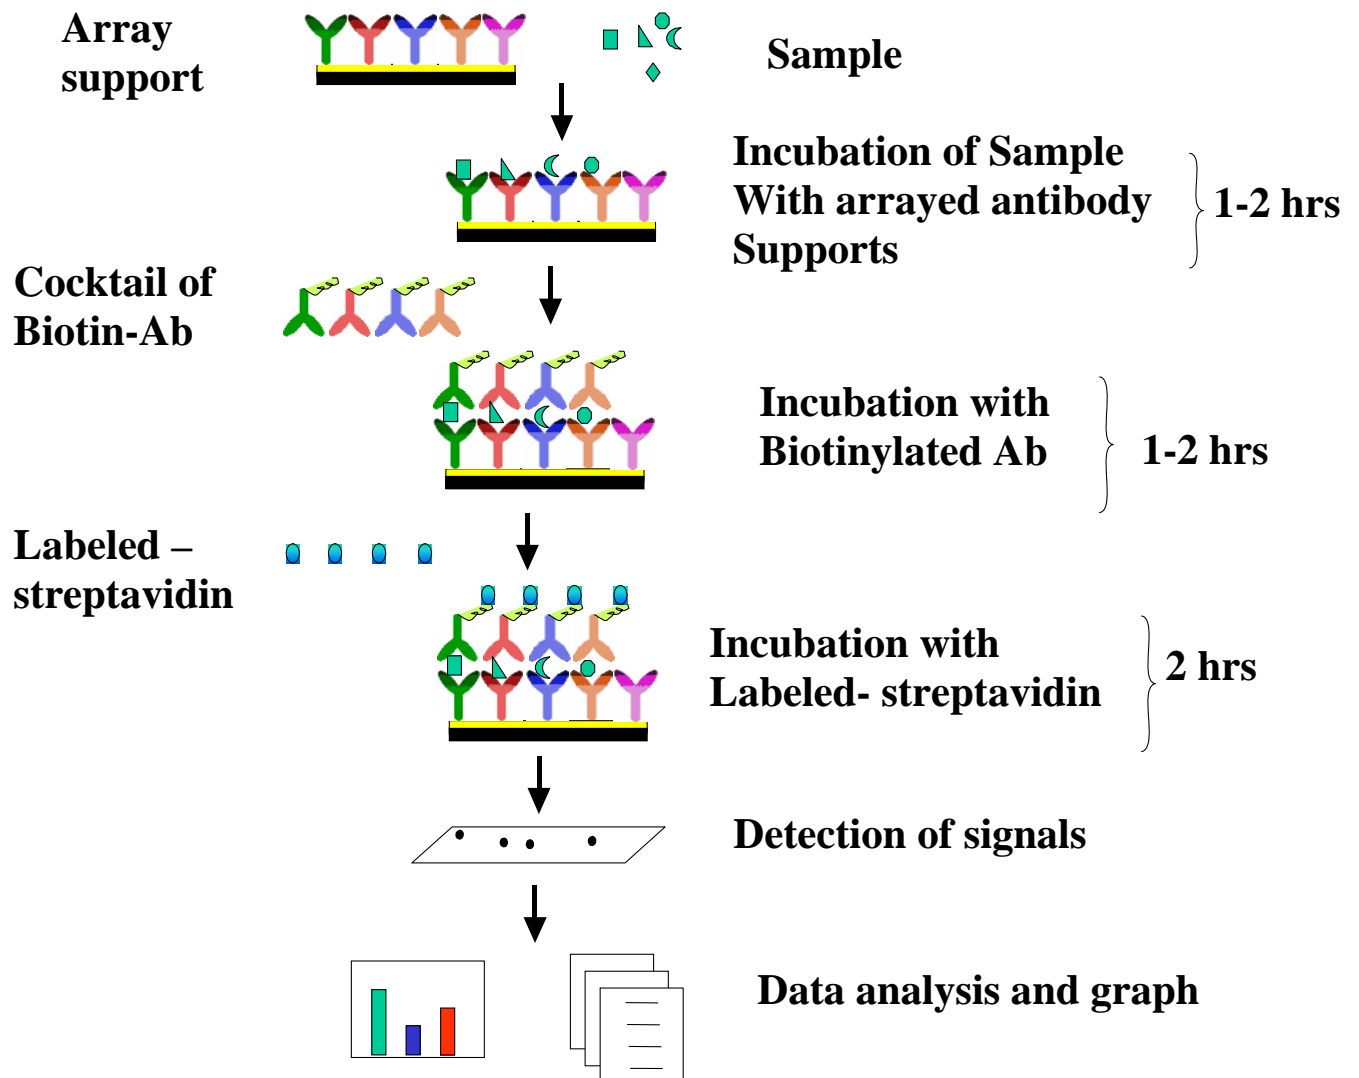 Array
support
Sample
Incubation of Sample
With arrayed antibody
Supports
1-2 hrs
Cocktail of
Biotin-Ab
Incubation with
Biotinylated Ab
1-2 hrs
Labeled –
streptavidin
Incubation with
Labeled- streptavidin
2 hrs
Detection of signals
Data analysis and graph